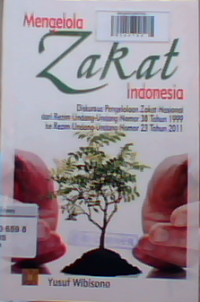 Mengelola
Zakat
Indonesia
Diskursus Pengelolaan Zakat Nasional
dari Rezim Undang-Undang Nomor 38 Tahun 1999
ke Rezim Undang-Undang Nomor 23 Tahun 2011
Yusuf Wibisono